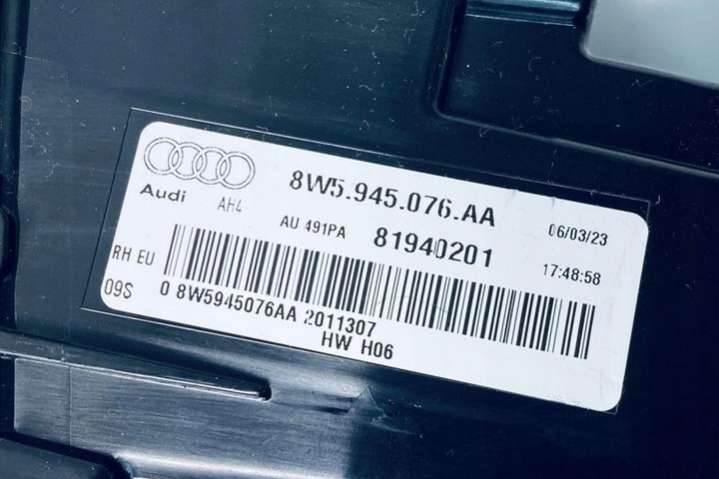 8W5.945.076.AA
Audi AH4
AU 491PA 81940201
06/03/23
17:48:58
RH EU
09S
0 8W5945076AA 2011307
HW H06